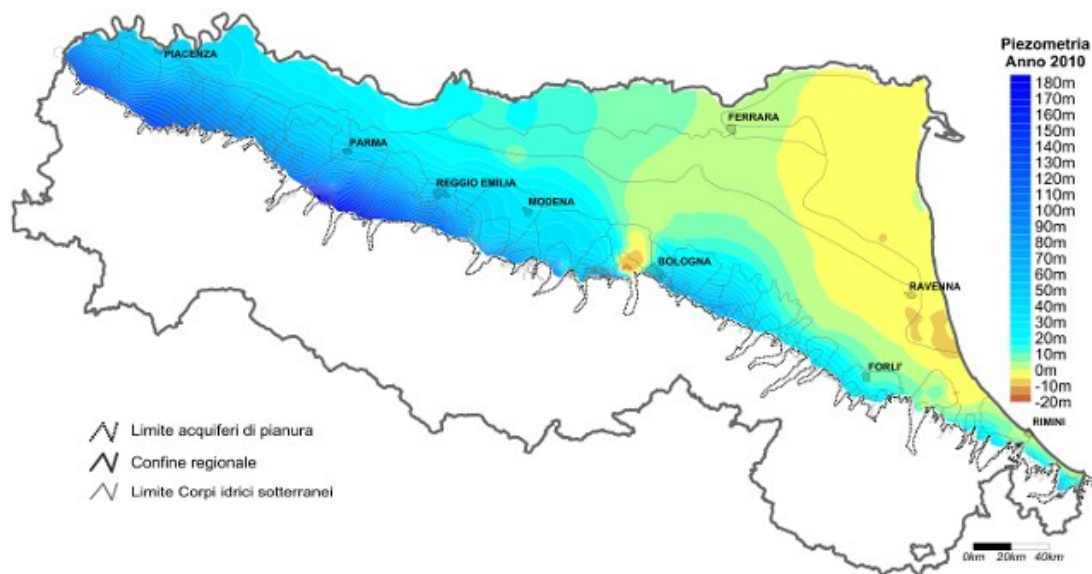 Piezometria
Anno 2010
180m
170m
160m
150m
140m
130m
120m
110m
100m
90m
80m
70m
60m
50m
40m
30m
20m
10m
0m
-10m
-20m
PIACENZA
PARMA
REGGIO EMILIA
MODENA
BOLOGNA
FERRARA
RAVENNA
FORLI'
RIMINI
Limite acquiferi di pianura
Confine regionale
Limite Corpi idrici sotterranei
0km 20km 40km